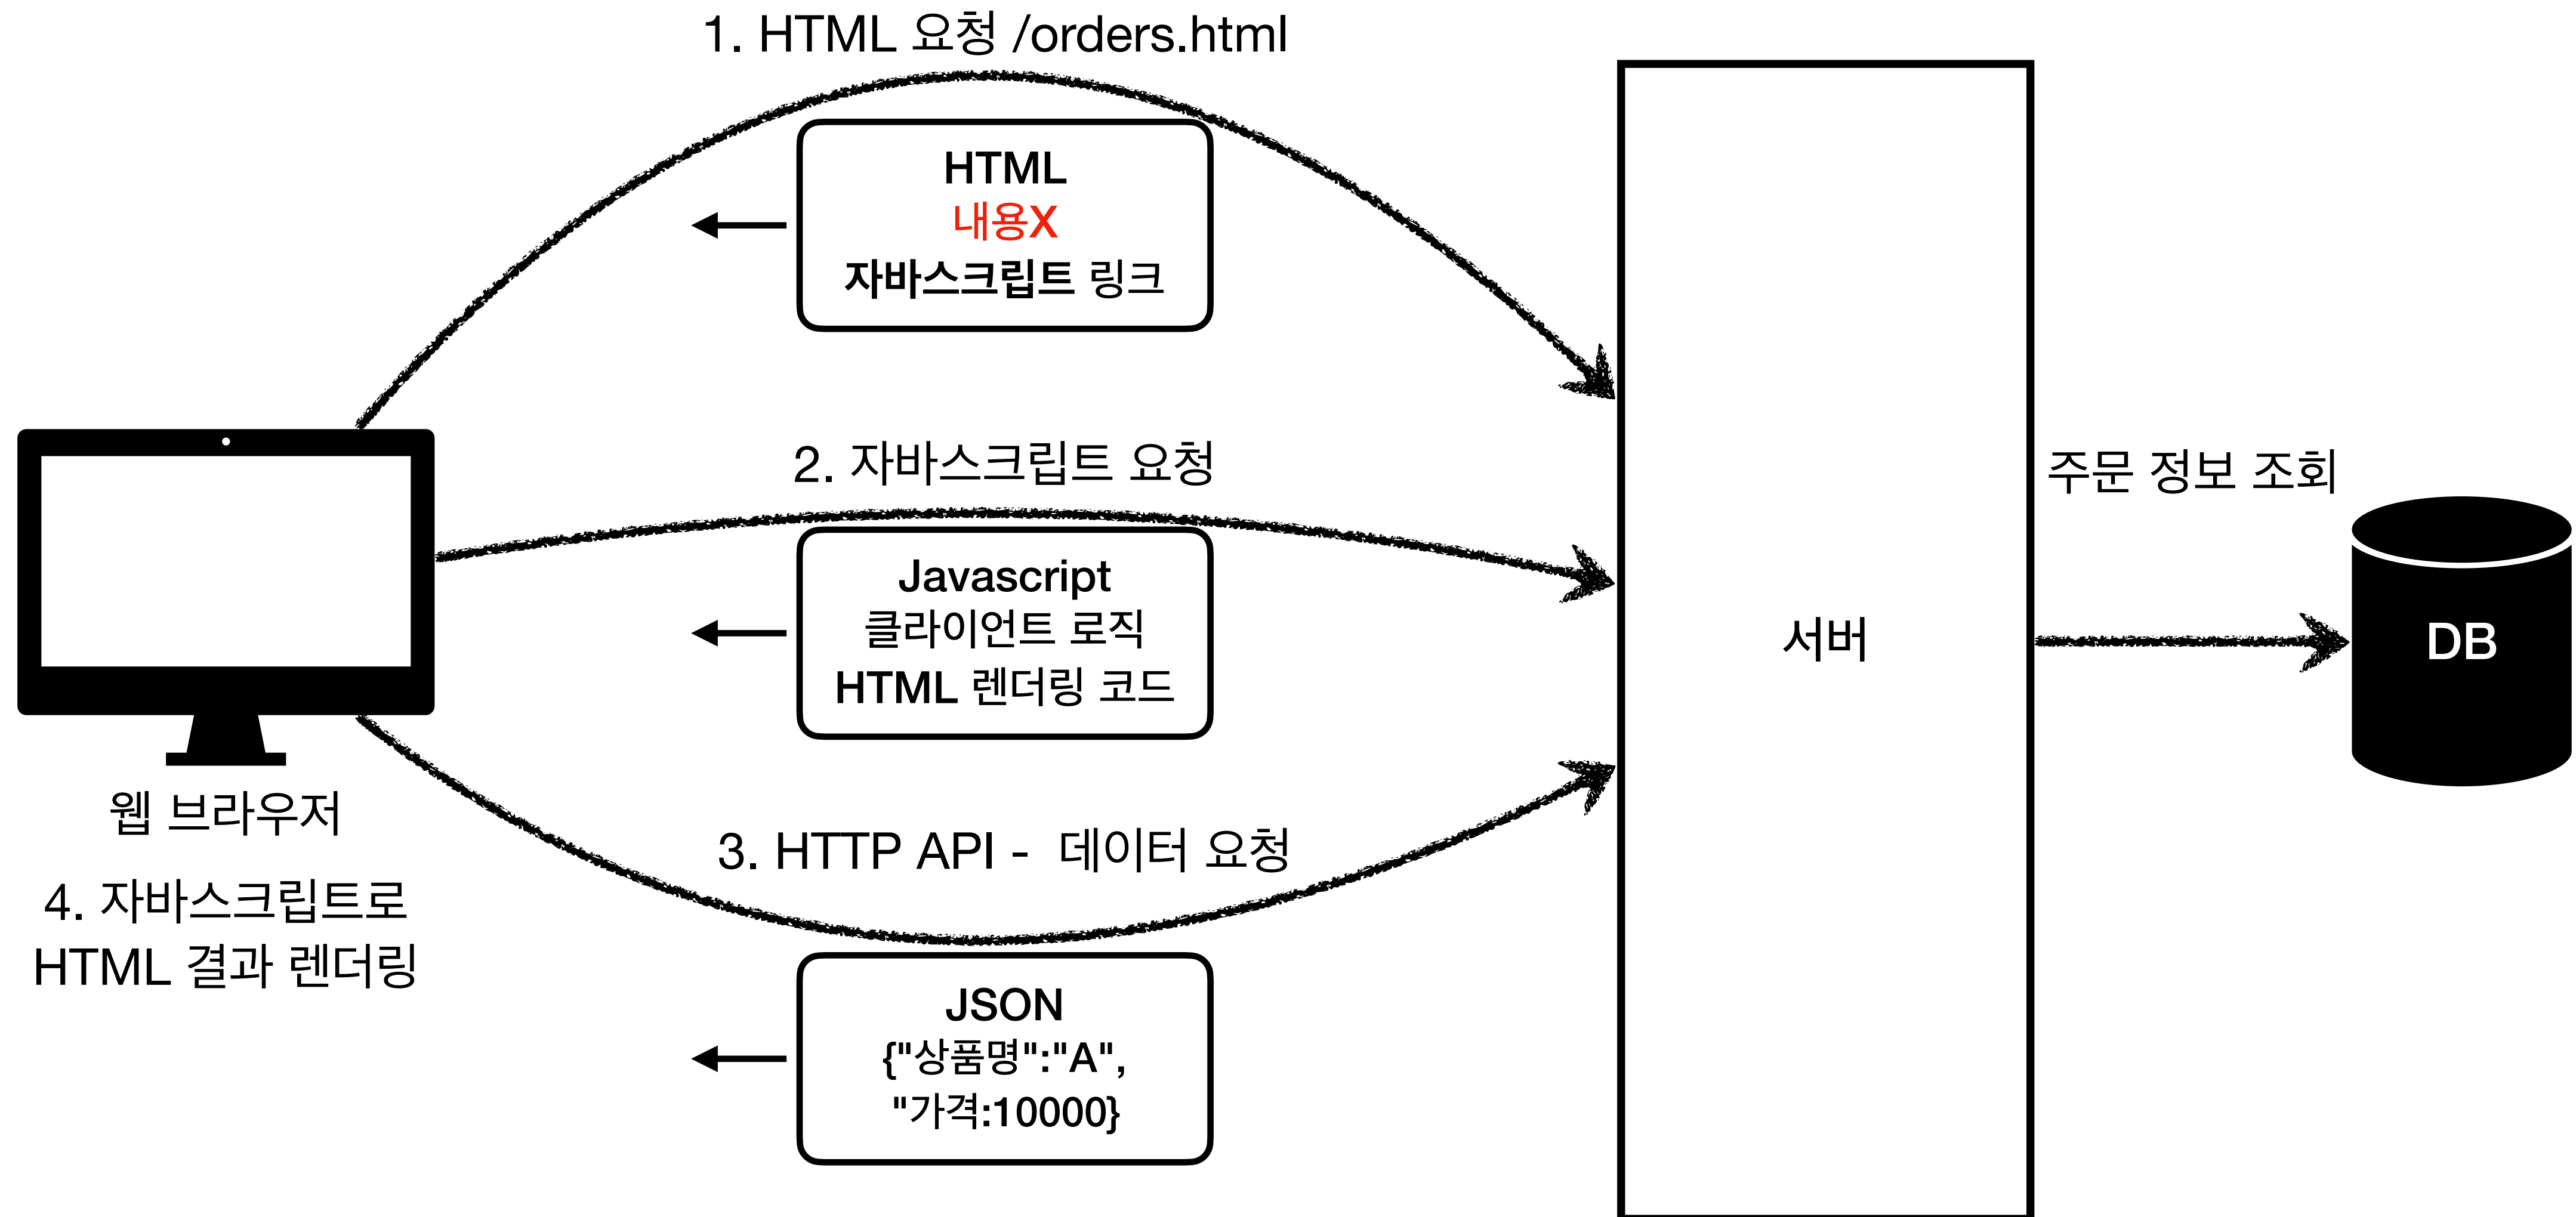 1. HTML 요청 /orders.html
HTML
내용X
자바스크립트 링크
2. 자바스크립트 요청
Javascript
클라이언트 로직
HTML 렌더링 코드
서버
주문 정보 조회
DB
웹 브라우저
4. 자바스크립트로
HTML 결과 렌더링
3. HTTP API - 데이터 요청
JSON
{"상품명":"A",
"가격:10000}